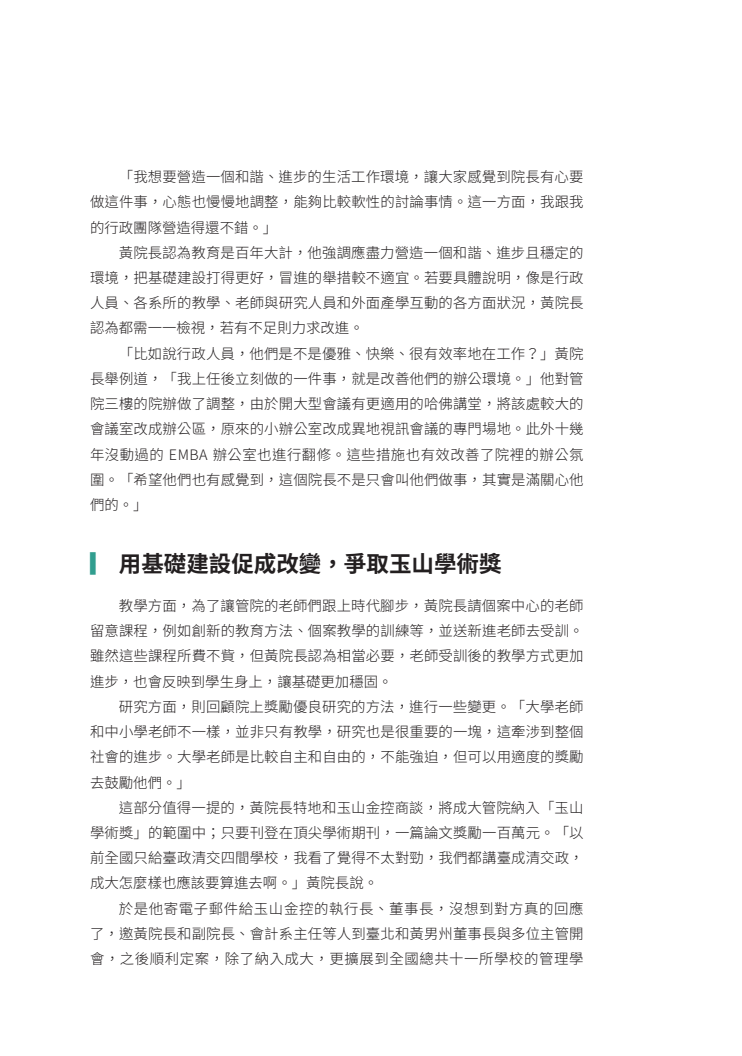 「我想要營造一個和諧、進步的生活工作環境，讓大家感覺到院長有心要
做這件事，心態也慢慢地調整，能夠比較軟性的討論事情。這一方面，我跟我
的行政團隊營造得還不錯。」
黃院長認為教育是百年大計，他強調應盡力營造一個和諧、進步且穩定的
環境，把基礎建設打得更好，冒進的舉措較不適宜。若要具體說明，像是行政
人員、各系所的教學、老師與研究人員和外面產學互動的各方面狀況，黃院長
認為都需一一檢視，若有不足則力求改進。
「比如說行政人員，他們是不是優雅、快樂、很有效率地在工作？」黃院
長舉例道，「我上任後立刻做的一件事，就是改善他們的辦公環境。」他對管
院三樓的院辦做了調整，由於開大型會議有更適用的哈佛講堂，將該處較大的
會議室改成辦公區，原來的小辦公室改成異地視訊會議的專門場地。此外十幾
年沒動過的 EMBA 辦公室也進行翻修。這些措施也有效改善了院裡的辦公氛
圍。「希望他們也有感覺到，這個院長不是只會叫他們做事，其實是滿關心他
們的。」
用基礎建設促成改變，爭取玉山學術獎
教學方面，為了讓管院的老師們跟上時代腳步，黃院長請個案中心的老師
留意課程，例如創新的教育方法、個案教學的訓練等，並送新進老師去受訓。
雖然這些課程所費不貲，但黃院長認為相當必要，老師受訓後的教學方式更加
進步，也會反映到學生身上，讓基礎更加穩固。
研究方面，則回顧院上獎勵優良研究的方法，進行一些變更。「大學老師
和中小學老師不一樣，並非只有教學，研究也是很重要的一塊，這牽涉到整個
社會的進步。大學老師是比較自主和自由的，不能強迫，但可以用適度的獎勵
去鼓勵他們。」
這部分值得一提的，黃院長特地和玉山金控商談，將成大管院納入「玉山
學術獎」的範圍中；只要刊登在頂尖學術期刊，一篇論文獎勵一百萬元。「以
前全國只給臺政清交四間學校，我看了覺得不太對勁，我們都講臺成清交政，
成大怎麼樣也應該要算進去啊。」黃院長說。
於是他寄電子郵件給玉山金控的執行長、董事長，沒想到對方真的回應
了，邀黃院長和副院長、會計系主任等人到臺北和黃男州董事長與多位主管開
會，之後順利定案，除了納入成大，更擴展到全國總共十一所學校的管理學